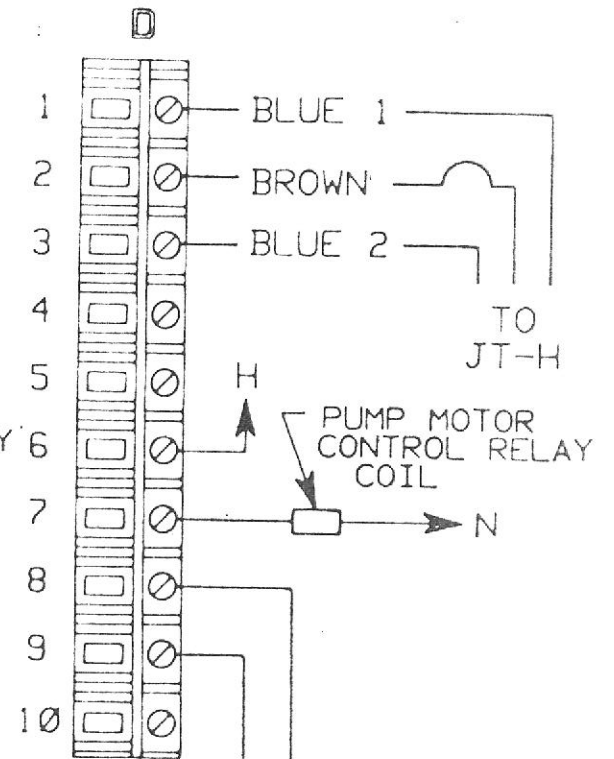 D
1 BLUE 1
2 BROWN
3 BLUE 2
4
TO
JT-H
5
H
Y 6
PUMP MOTOR
CONTROL RELAY
COIL
7
N
8
9
10